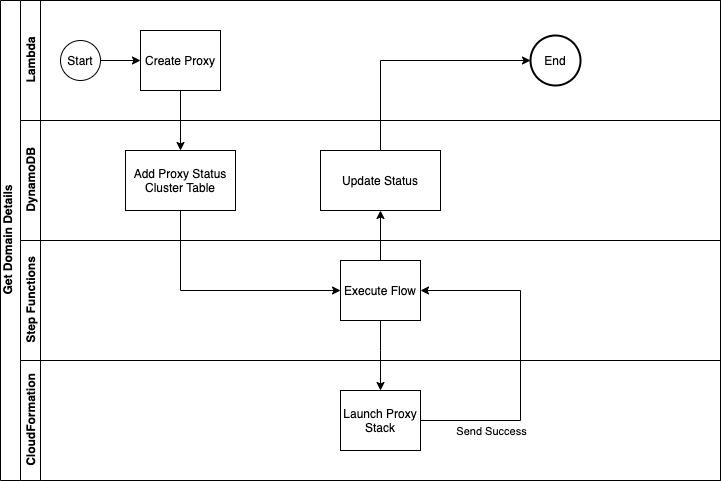 Get Domain Details
Lambda
Start
Create Proxy
End
DynamoDB
Add Proxy Status
Cluster Table
Update Status
Step Functions
Execute Flow
CloudFormation
Launch Proxy
Stack
Send Success